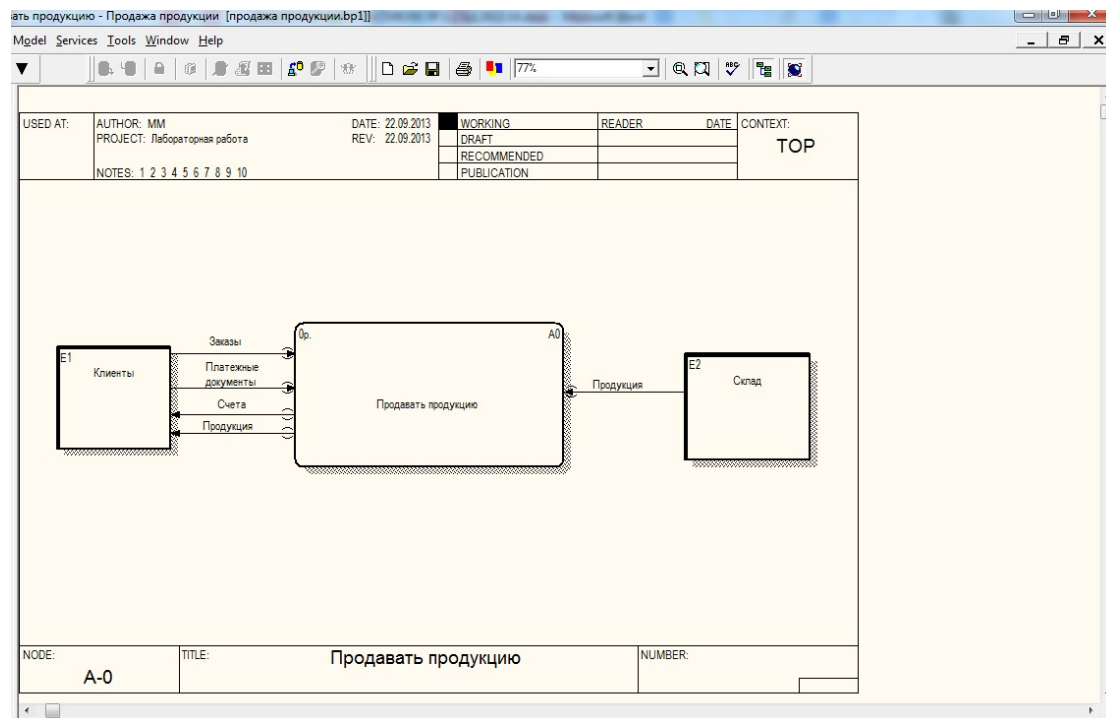 ать продукцию - Продажа продукции [продажа продукции.bp1]]
Model Services Tools Window Help
77%
USED AT:
AUTHOR: MM
DATE: 22.09.2013
PROJECT: Лабораторная работа
REV: 22.09.2013
NOTES: 1 2 3 4 5 6 7 8 9 10
WORKING
DRAFT
RECOMMENDED
PUBLICATION
READER
DATE
CONTEXT:
TOP
E1
Клиенты
Заказы
Платежные
документы
Счета
Продукция
0р.
A0
Продавать продукцию
Продукция
E2
Склад
NODE:
A-0
TITLE:
Продавать продукцию
NUMBER: